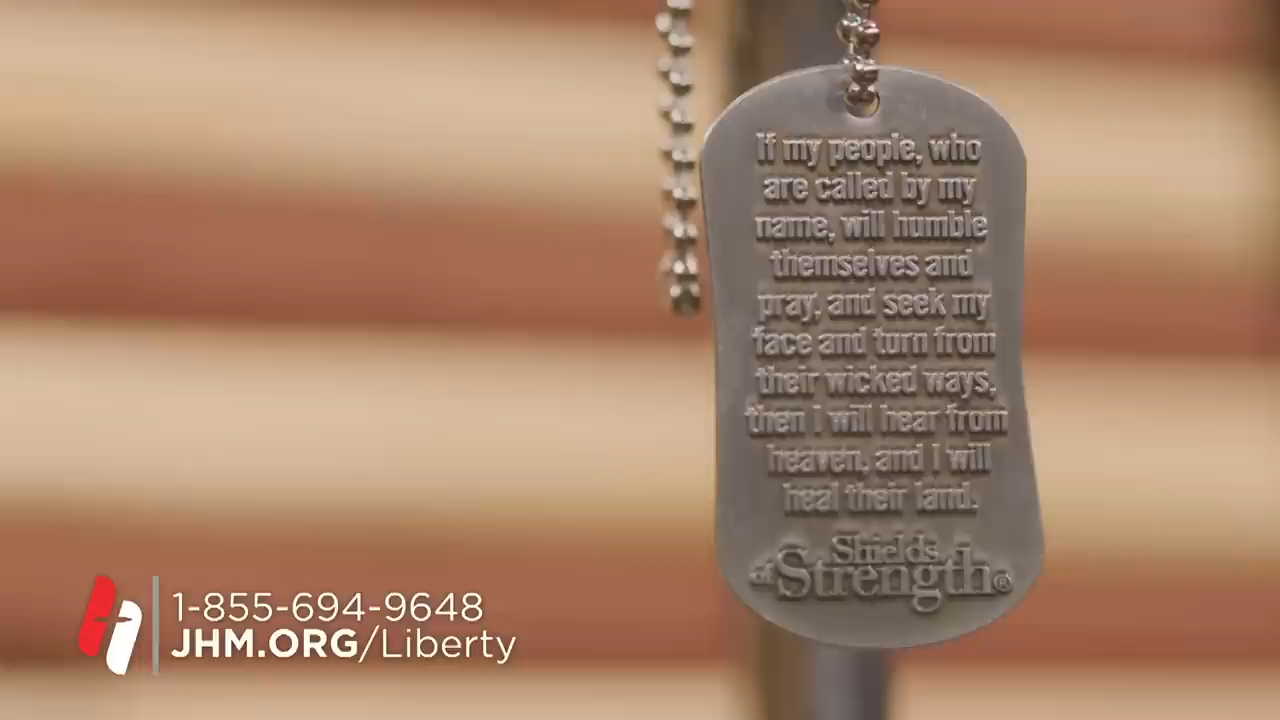 If my people, who
are called by my
name, will humble
themselves and
pray, and seek my
face and turn from
their wicked ways,
then I will hear from
heaven, and I will
heal their land.
Shields
of Strength®
1-855-694-9648
JHM.ORG/Liberty